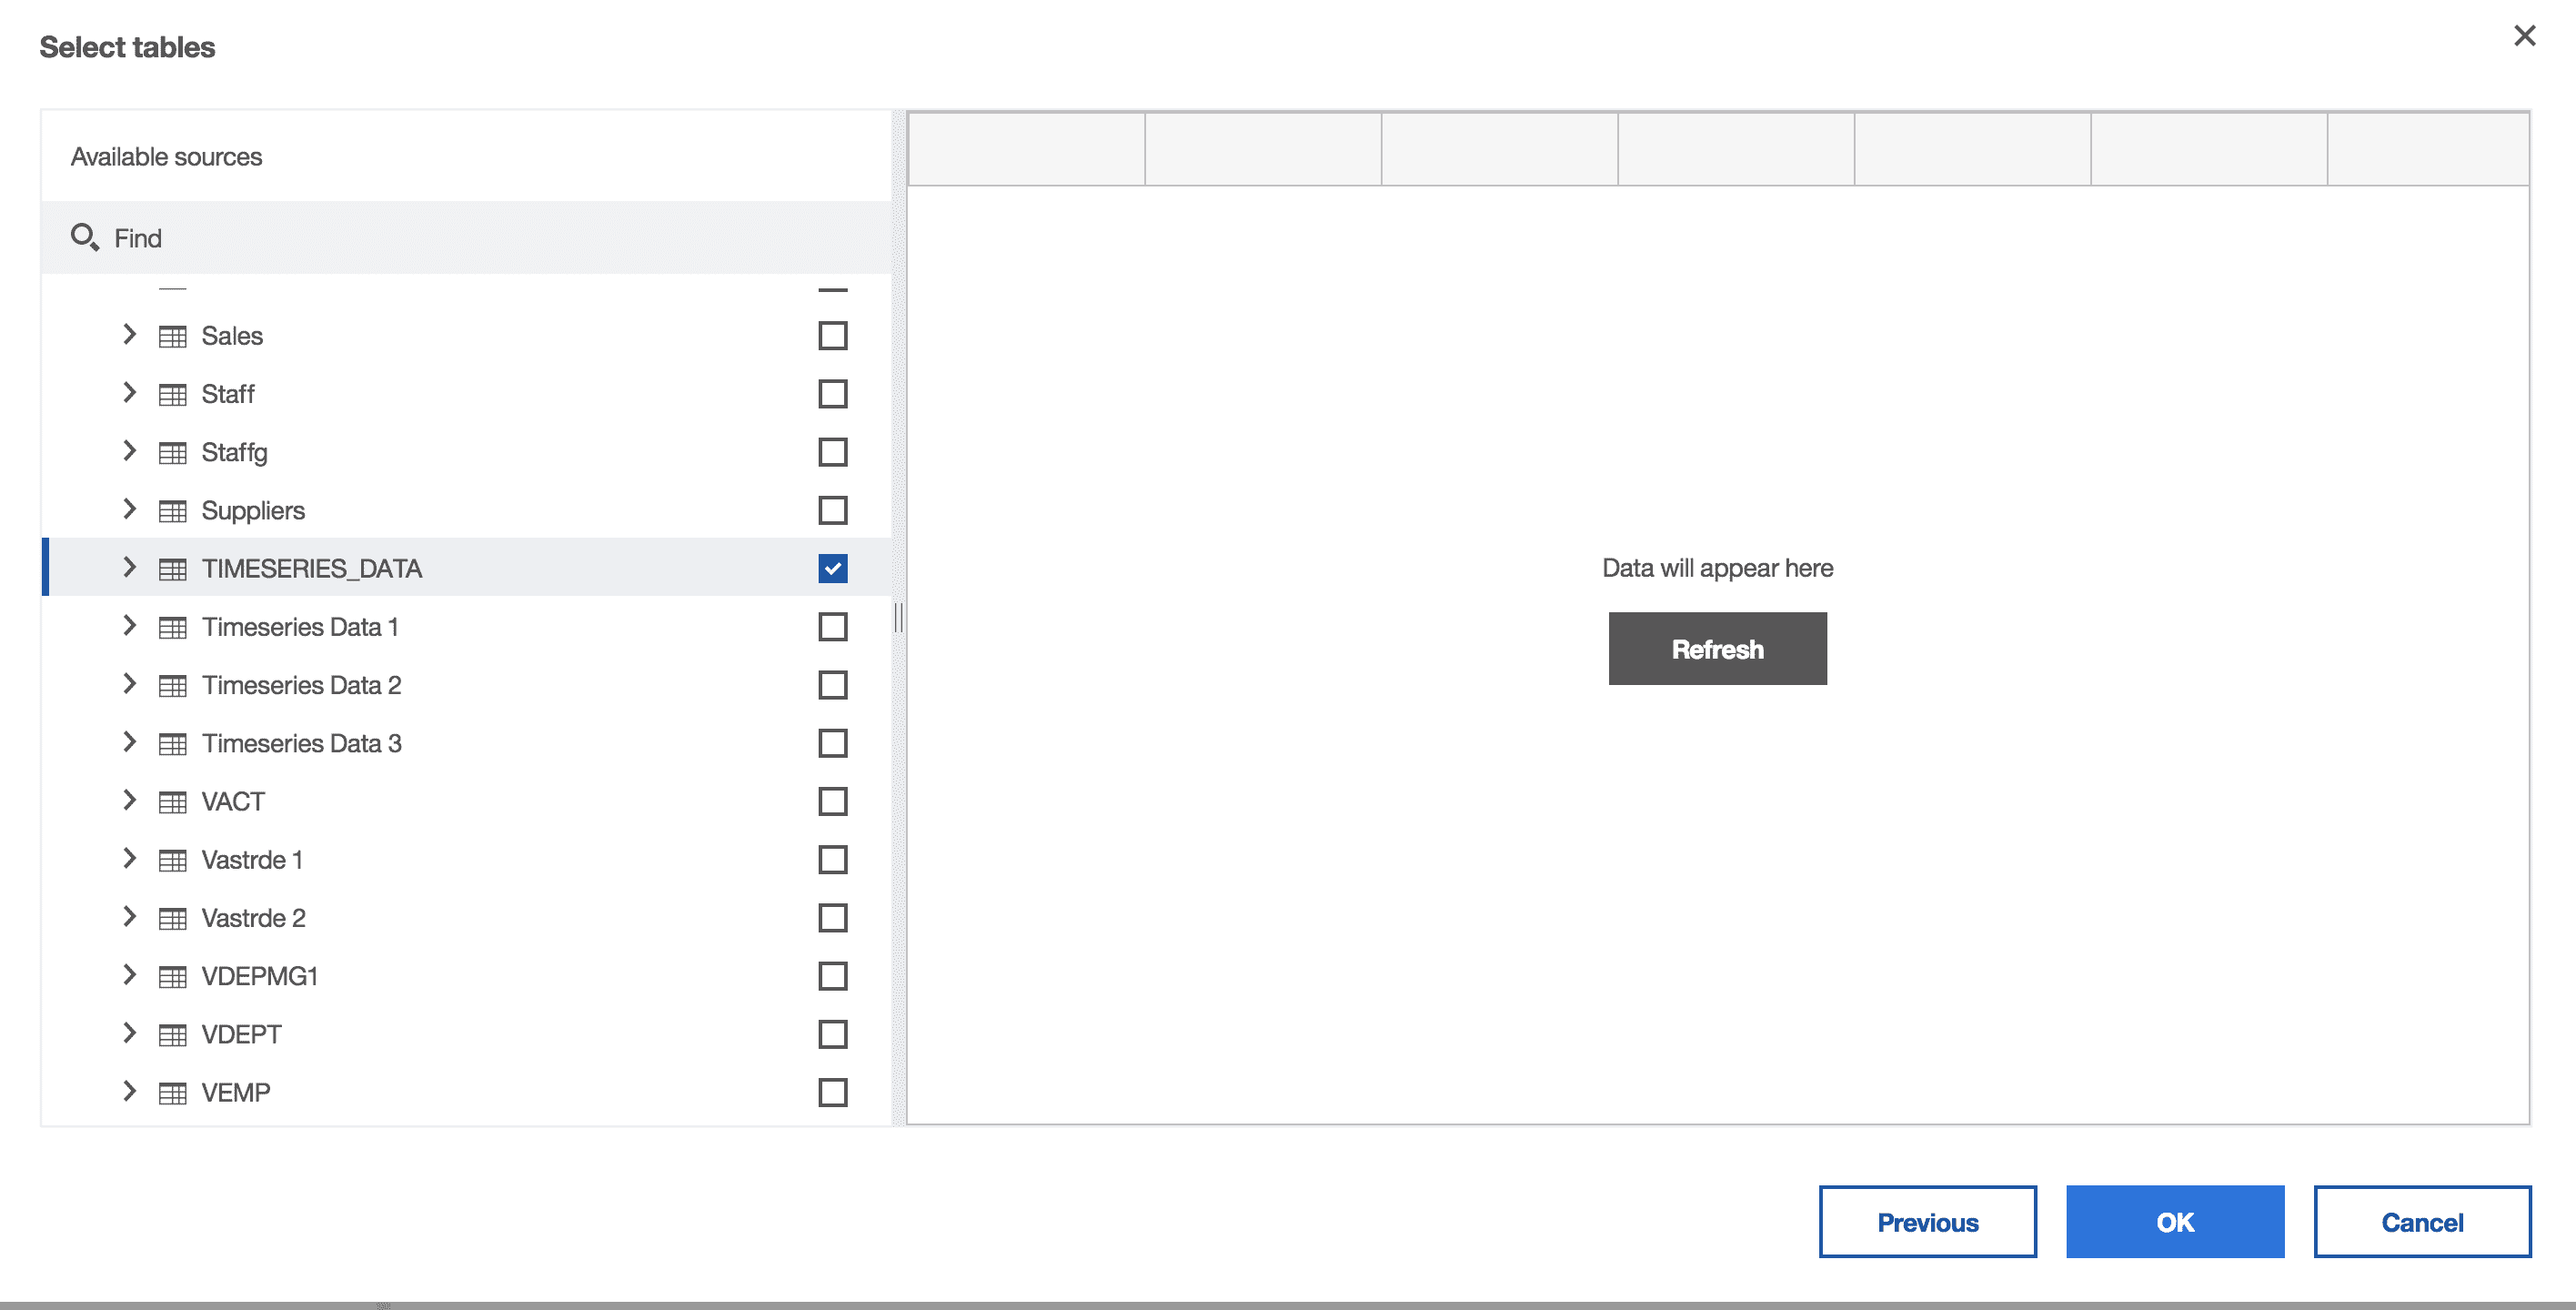 Select tables
Available sources
Find
Sales
Staff
Staffg
Suppliers
TIMESERIES_DATA
Timeseries Data 1
Timeseries Data 2
Timeseries Data 3
VACT
Vastrde 1
Vastrde 2
VDEPMG1
VDEPT
VEMP
Data will appear here
Refresh
Previous
OK
Cancel